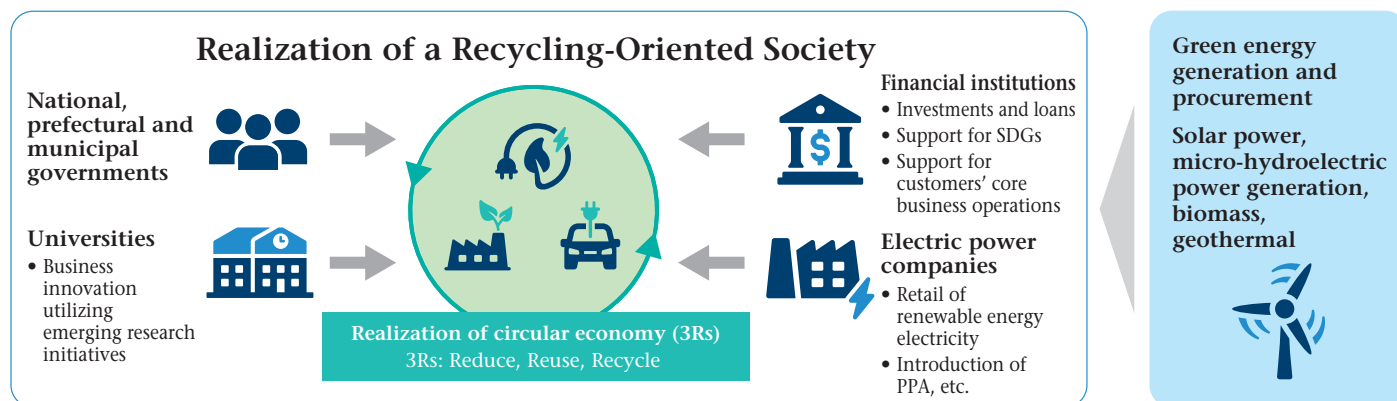 Realization of a Recycling-Oriented Society
National,
prefectural and
municipal
governments
Universities
• Business
innovation
utilizing
emerging research
initiatives
Realization of circular economy (3Rs)
3Rs: Reduce, Reuse, Recycle
Financial institutions
• Investments and loans
• Support for SDGs
• Support for
customers’ core
business operations
$
Electric power
companies
• Retail of
renewable energy
electricity
• Introduction of
PPA, etc.
Green energy
generation and
procurement
Solar power,
micro-hydroelectric
power generation,
biomass,
geothermal